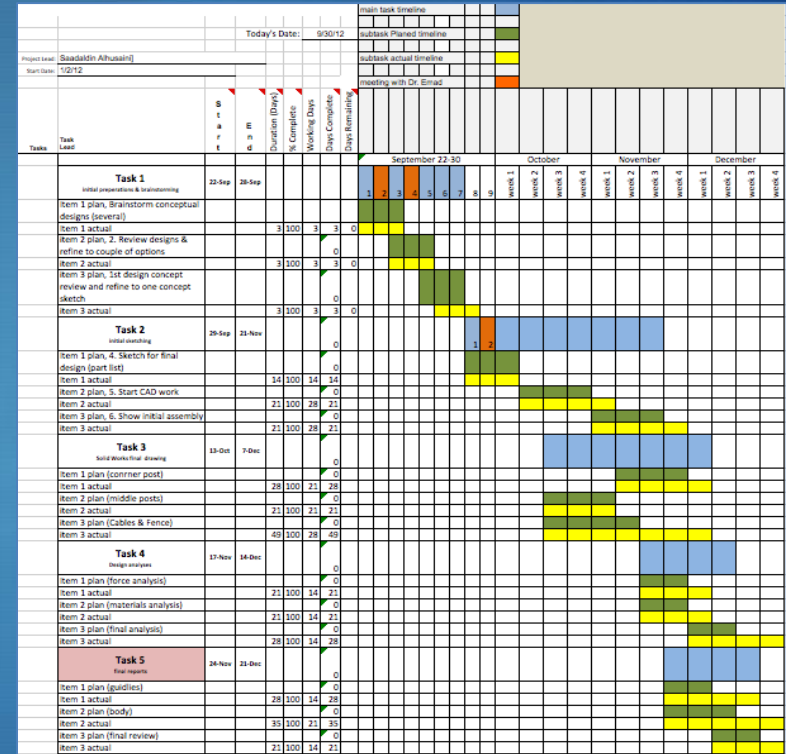 main task timeline
Today's Date: 9/30/12 subtask Planed timeline
Project Lead: Saadaldin Alhusaini] subtask actual timeline
Start Date: 1/2/12
meeting with Dr. Emad
Tasks Task Lead Start End Duration (Days) % Complete Working Days Days Complete Days Remaining
September 22-30 October November December
Task 1 22-Sep 28-Sep 1 2 3 4 5 6 7 8 9 week 1 week 2 week 3 week 4 week 1 week 2 week 3 week 4 week 1 week 2 week 3 week 4
initial preperations & brainstorming
Item 1 plan, Brainstorm conceptual
designs (several)
Item 1 actual 3 100 3 3 0
item 2 plan, 2. Review designs &
refine to couple of options 0
item 2 actual 3 100 3 3 0
item 3 plan, 1st design concept
review and refine to one concept
sketch 0
item 3 actual 3 100 3 3 0
Task 2 29-Sep 21-Nov
initial sketching 0 1 2
Item 1 plan, 4. Sketch for final
design (part list) 0
Item 1 actual 14 100 14 14
item 2 plan, 5. Start CAD work 0
item 2 actual 21 100 28 21
item 3 plan, 6. Show initial assembly 0
item 3 actual 21 100 28 21
Task 3 13-Oct 7-Dec
Solid Works final drawing 0
Item 1 plan (conrner post) 0
Item 1 actual 28 100 21 28
item 2 plan (middle posts) 0
item 2 actual 21 100 21 21
item 3 plan (Cables & Fence) 0
item 3 actual 49 100 28 49
Task 4 17-Nov 14-Dec
Design analyses 0
Item 1 plan (force analysis) 0
Item 1 actual 21 100 14 21
item 2 plan (materials analysis) 0
item 2 actual 21 100 14 21
item 3 plan (final analysis) 0
item 3 actual 28 100 14 28
Task 5 24-Nov 21-Dec
final reports 0
Item 1 plan (guidlies) 0
Item 1 actual 28 100 14 28
item 2 plan (body) 0
item 2 actual 35 100 21 35
item 3 plan (final review) 0
item 3 actual 21 100 14 21